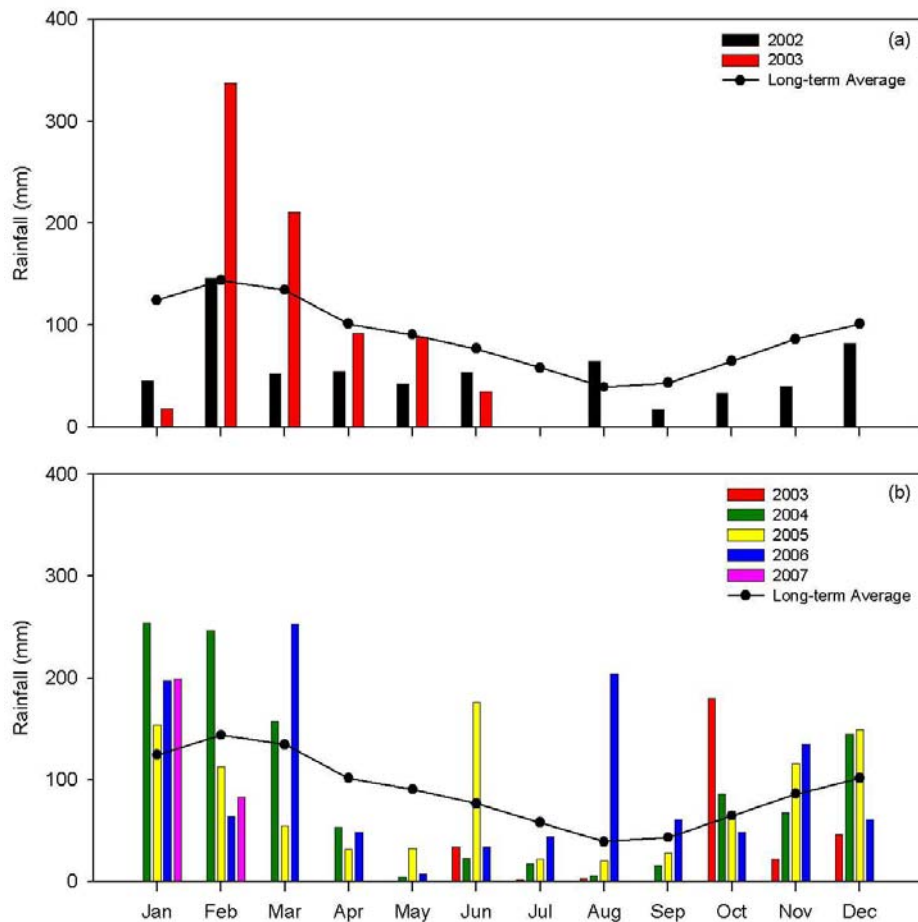 400
300
200
100
0
Rainfall (mm)
(a)
2002
2003
Long-term Average
400
300
200
100
0
Rainfall (mm)
(b)
2003
2004
2005
2006
2007
Long-term Average
Jan Feb Mar Apr May Jun Jul Aug Sep Oct Nov Dec